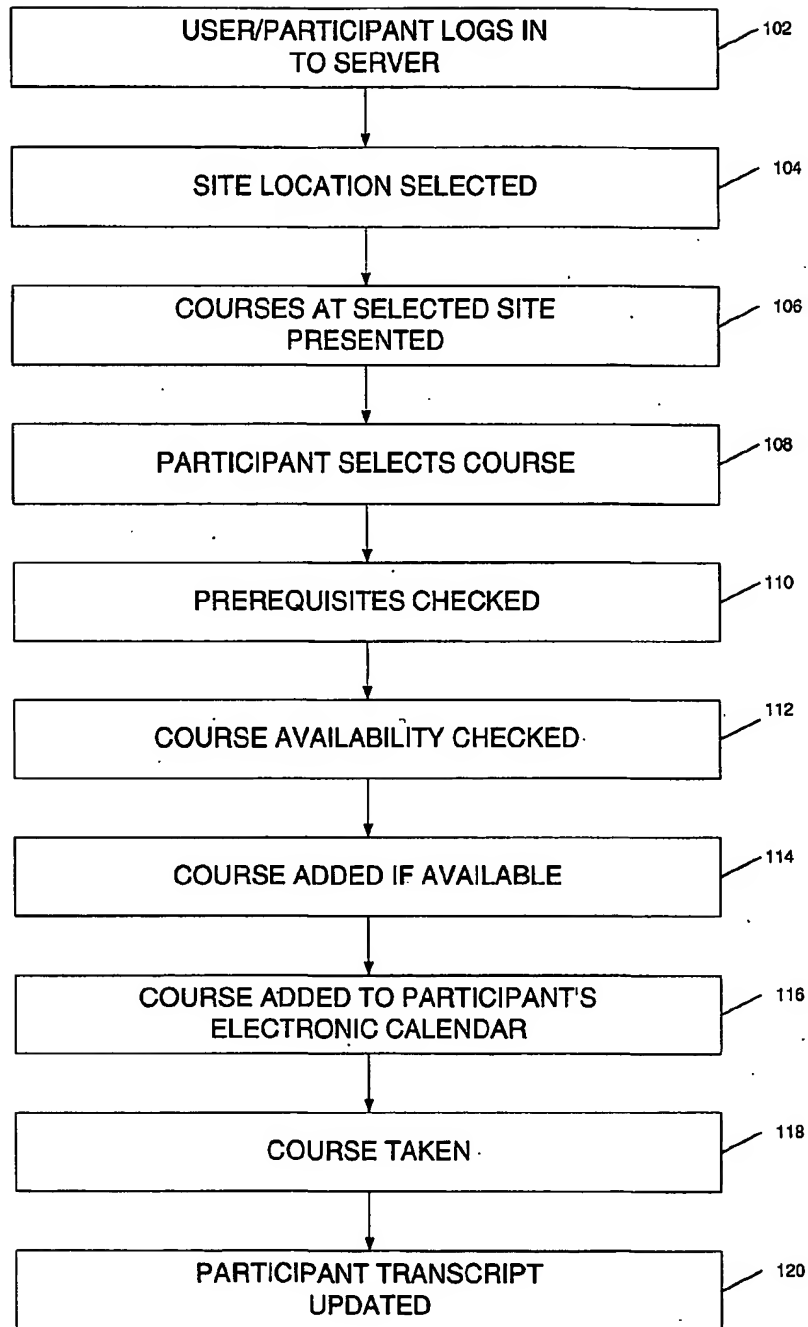 USER/PARTICIPANT LOGS IN
TO SERVER
102
SITE LOCATION SELECTED
104
COURSES AT SELECTED SITE
PRESENTED
106
PARTICIPANT SELECTS COURSE
108
PREREQUISITES CHECKED
110
COURSE AVAILABILITY CHECKED
112
COURSE ADDED IF AVAILABLE
114
COURSE ADDED TO PARTICIPANT'S
ELECTRONIC CALENDAR
116
COURSE TAKEN
118
PARTICIPANT TRANSCRIPT
UPDATED
120